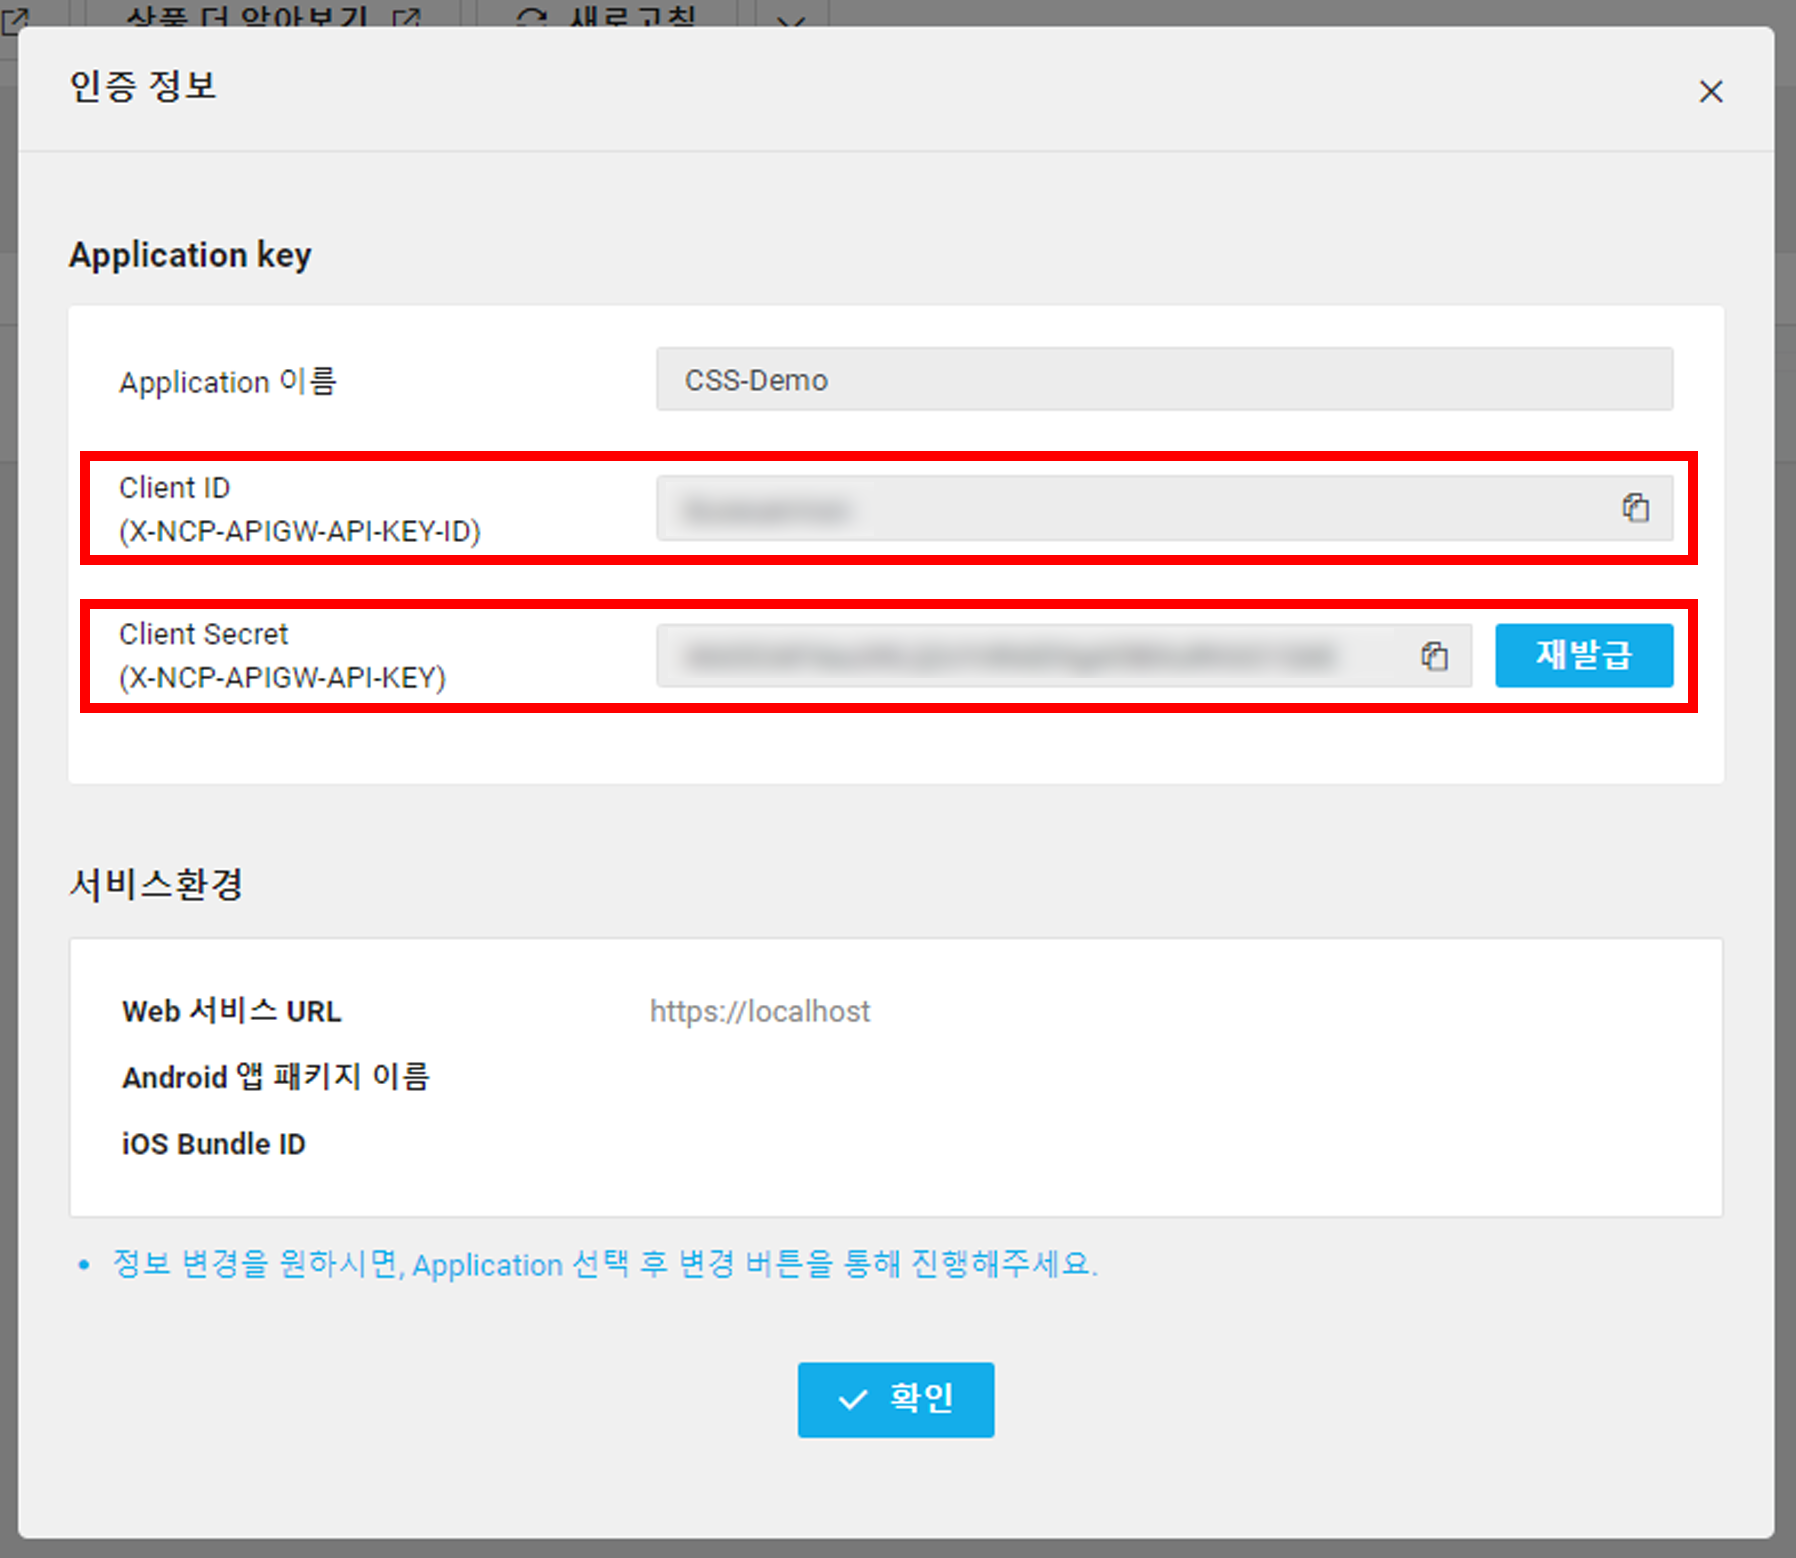 상품 더 알아보기
새로고침
인증 정보
Application key
Application 이름
CSS-Demo
Client ID
(X-NCP-APIGW-API-KEY-ID)
Client Secret
(X-NCP-APIGW-API-KEY)
재발급
서비스환경
Web 서비스 URL
https://localhost
Android 앱 패키지 이름
iOS Bundle ID
• 정보 변경을 원하시면, Application 선택 후 변경 버튼을 통해 진행해주세요.
확인